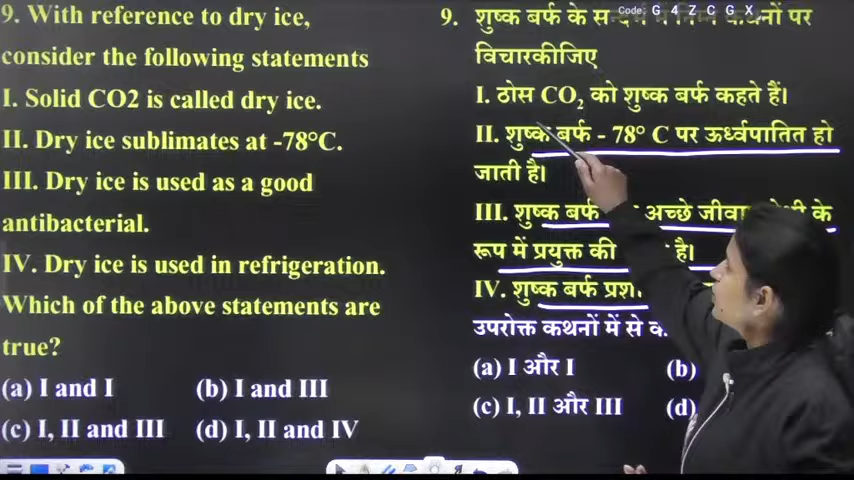 9. With reference to dry ice,
consider the following statements
I. Solid CO2 is called dry ice.
II. Dry ice sublimates at -78°C.
III. Dry ice is used as a good
antibacterial.
IV. Dry ice is used in refrigeration.
Which of the above statements are
true?
(a) I and I
(b) I and III
(c) I, II and III
(d) I, II and IV
Code: G 4 Z C G X
9. शुष्क बर्फ के पर
विचारकीजिए
I. ठोस CO₂ को शुष्क बर्फ कहते हैं।
II. शुष्क बर्फ - 78° C पर ऊर्ध्वपातित हो
जाती है।
III. शुष्क बर्फ अच्छे के
रूप में प्रयुक्त की है।
IV. शुष्क बर्फ
उपरोक्त कथनों में से
(a) I और I
(b)
(c) I, II और III
(d)